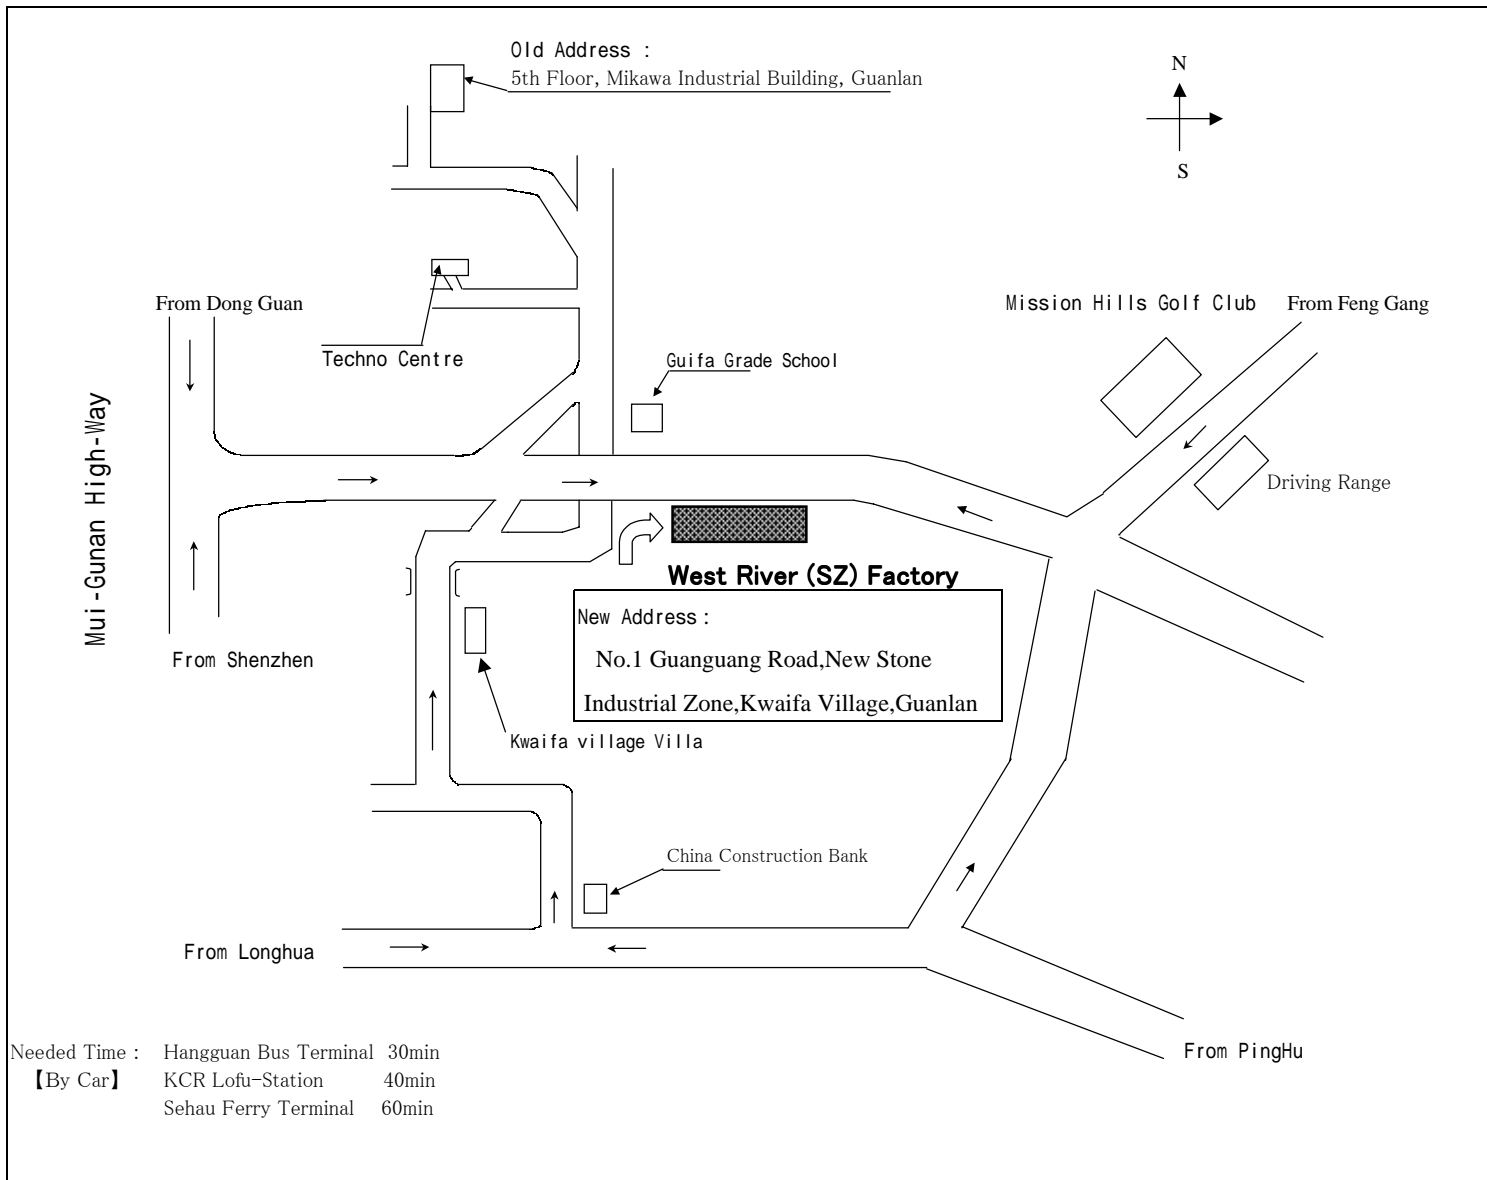 Old Address :
5th Floor, Mikawa Industrial Building, Guanlan
N
S
From Dong Guan
Mission Hills Golf Club
From Feng Gang
Techno Centre
Guifa Grade School
Mui-Gunan High-Way
Driving Range
West River (SZ) Factory
New Address :
No.1 Guanguang Road,New Stone
Industrial Zone,Kwaifa Village,Guanlan
From Shenzhen
Kwaifa village Villa
China Construction Bank
From Longhua
From PingHu
Needed Time : Hangguan Bus Terminal 30min
【By Car】 KCR Lofu-Station 40min
Sehau Ferry Terminal 60min